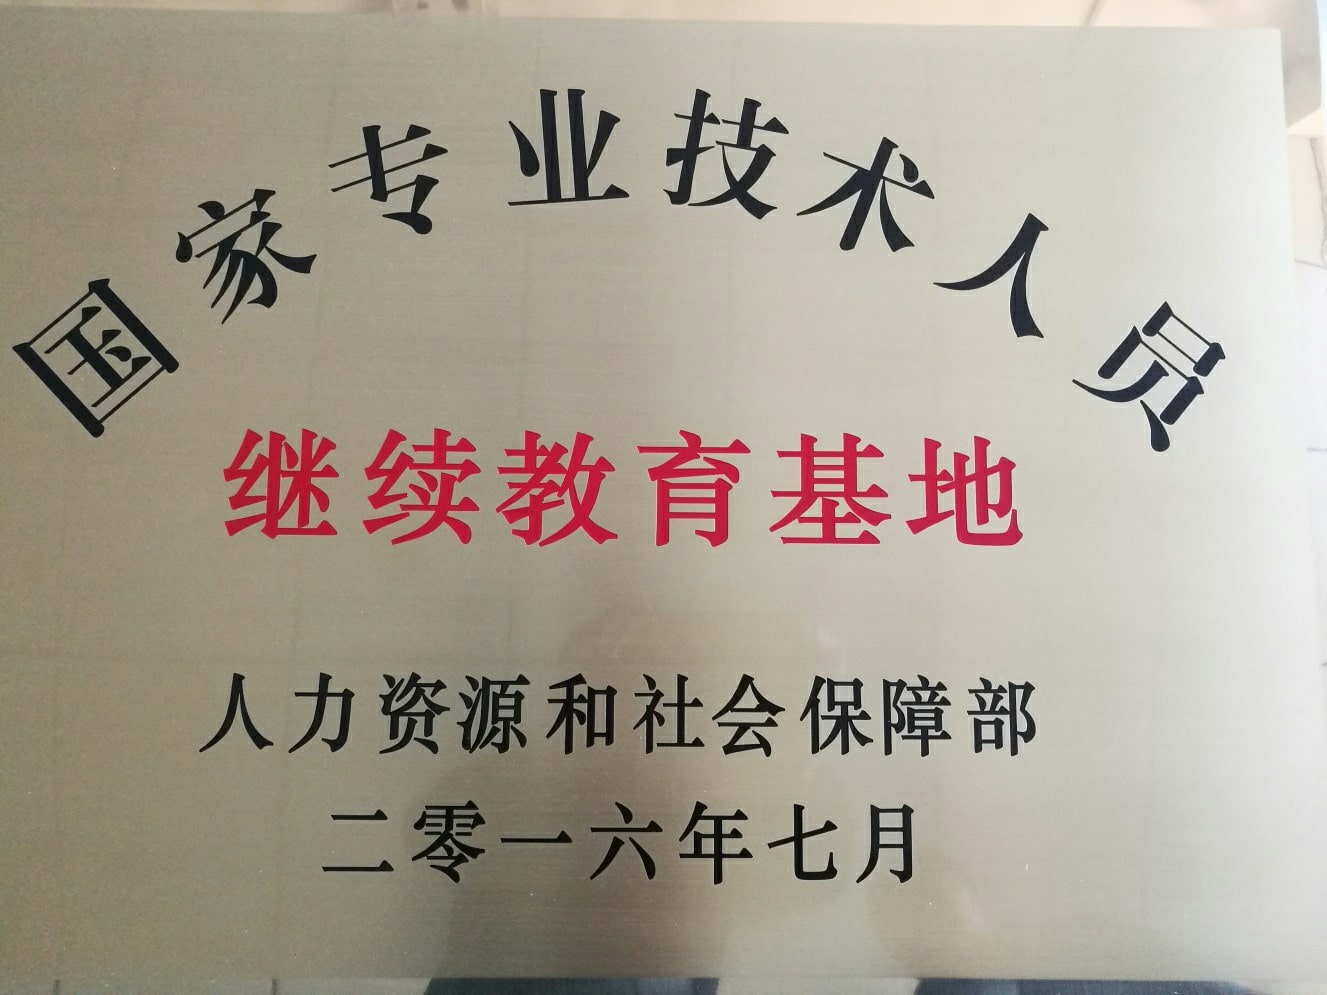 国家专业技术人员
继续教育基地
人力资源和社会保障部
二零一六年七月